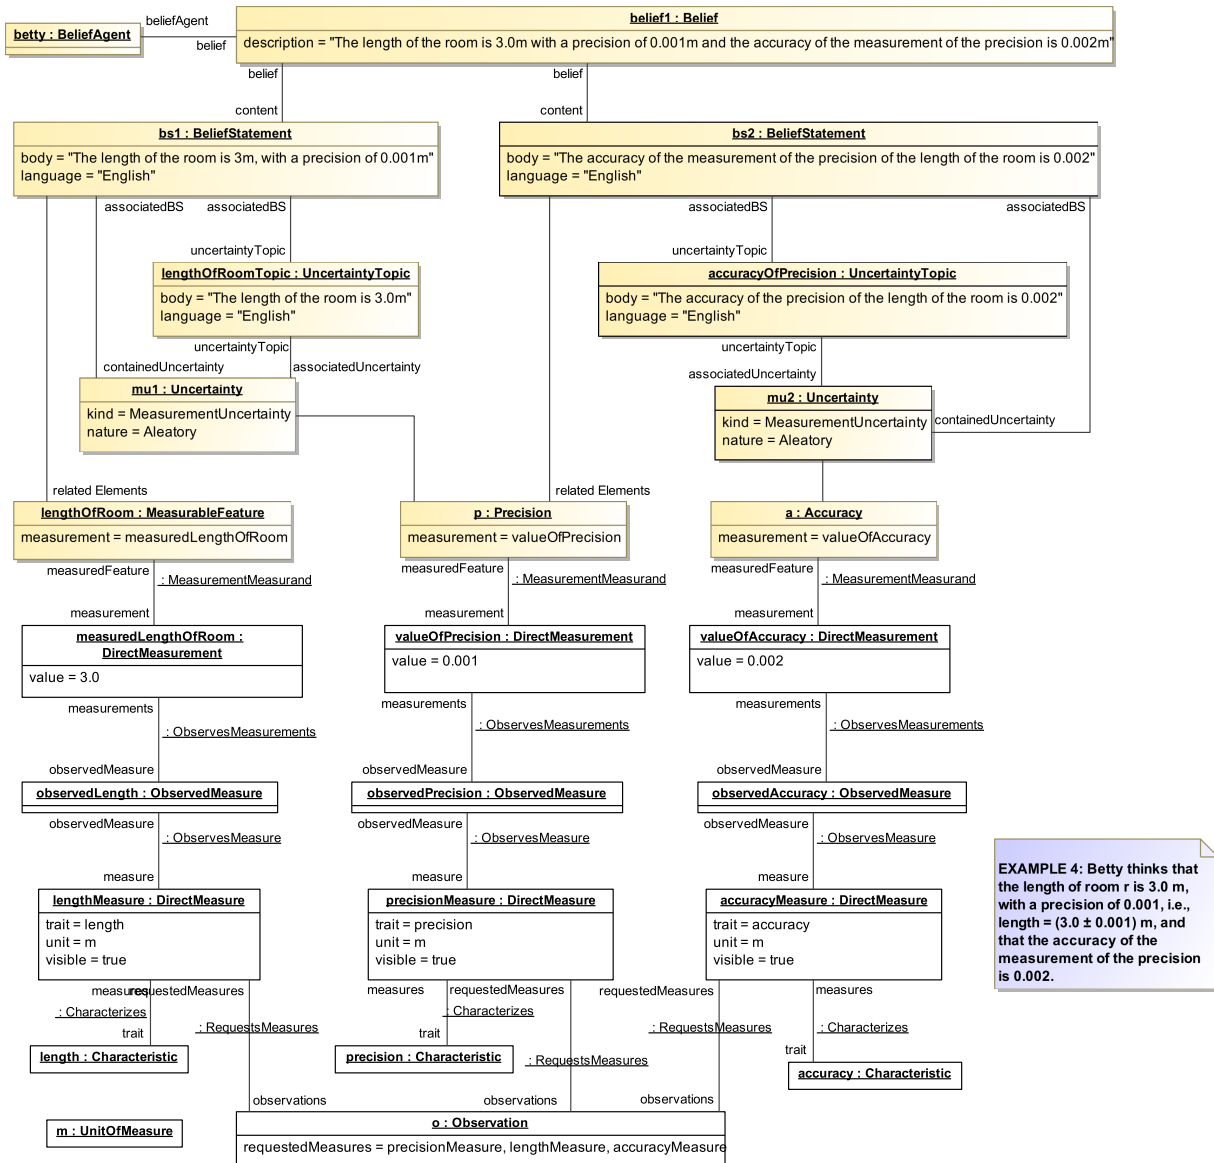 belief1 : Belief
betty : BeliefAgent
beliefAgent
belief
description = "The length of the room is 3.0m with a precision of 0.001m and the accuracy of the measurement of the precision is 0.002m"
belief
belief
content
content
bs1 : BeliefStatement
body = "The length of the room is 3m, with a precision of 0.001m"
language = "English"
bs2 : BeliefStatement
body = "The accuracy of the measurement of the precision of the length of the room is 0.002"
language = "English"
associatedBS
associatedBS
associatedBS
associatedBS
uncertaintyTopic
uncertaintyTopic
lengthOfRoomTopic : UncertaintyTopic
body = "The length of the room is 3.0m"
language = "English"
accuracyOfPrecision : UncertaintyTopic
body = "The accuracy of the precision of the length of the room is 0.002"
language = "English"
uncertaintyTopic
uncertaintyTopic
containedUncertainty
associatedUncertainty
associatedUncertainty
mu1 : Uncertainty
kind = MeasurementUncertainty
nature = Aleatory
mu2 : Uncertainty
kind = MeasurementUncertainty
nature = Aleatory
containedUncertainty
related Elements
related Elements
lengthOfRoom : MeasurableFeature
measurement = measuredLengthOfRoom
p : Precision
measurement = valueOfPrecision
a : Accuracy
measurement = valueOfAccuracy
measuredFeature
: MeasurementMeasurand
measurement
measuredFeature
: MeasurementMeasurand
measurement
measuredFeature
: MeasurementMeasurand
measurement
measuredLengthOfRoom :
DirectMeasurement
value = 3.0
valueOfPrecision : DirectMeasurement
value = 0.001
valueOfAccuracy : DirectMeasurement
value = 0.002
measurements
: ObservesMeasurements
observedMeasure
measurements
: ObservesMeasurements
observedMeasure
measurements
: ObservesMeasurements
observedMeasure
observedLength : ObservedMeasure
observedPrecision : ObservedMeasure
observedAccuracy : ObservedMeasure
observedMeasure
: ObservesMeasure
measure
observedMeasure
: ObservesMeasure
measure
observedMeasure
: ObservesMeasure
measure
EXAMPLE 4: Betty thinks that
the length of room r is 3.0 m,
with a precision of 0.001, i.e.,
length = (3.0 ± 0.001) m, and
that the accuracy of the
measurement of the precision
is 0.002.
lengthMeasure : DirectMeasure
trait = length
unit = m
visible = true
precisionMeasure : DirectMeasure
trait = precision
unit = m
visible = true
accuracyMeasure : DirectMeasure
trait = accuracy
unit = m
visible = true
measures
requestedMeasures
measures
requestedMeasures
requestedMeasures
measures
: Characterizes
: Characterizes
: Characterizes
trait
: RequestsMeasures
trait
: RequestsMeasures
: RequestsMeasures
trait
length : Characteristic
precision : Characteristic
accuracy : Characteristic
observations
observations
observations
m : UnitOfMeasure
o : Observation
requestedMeasures = precisionMeasure, lengthMeasure, accuracyMeasure